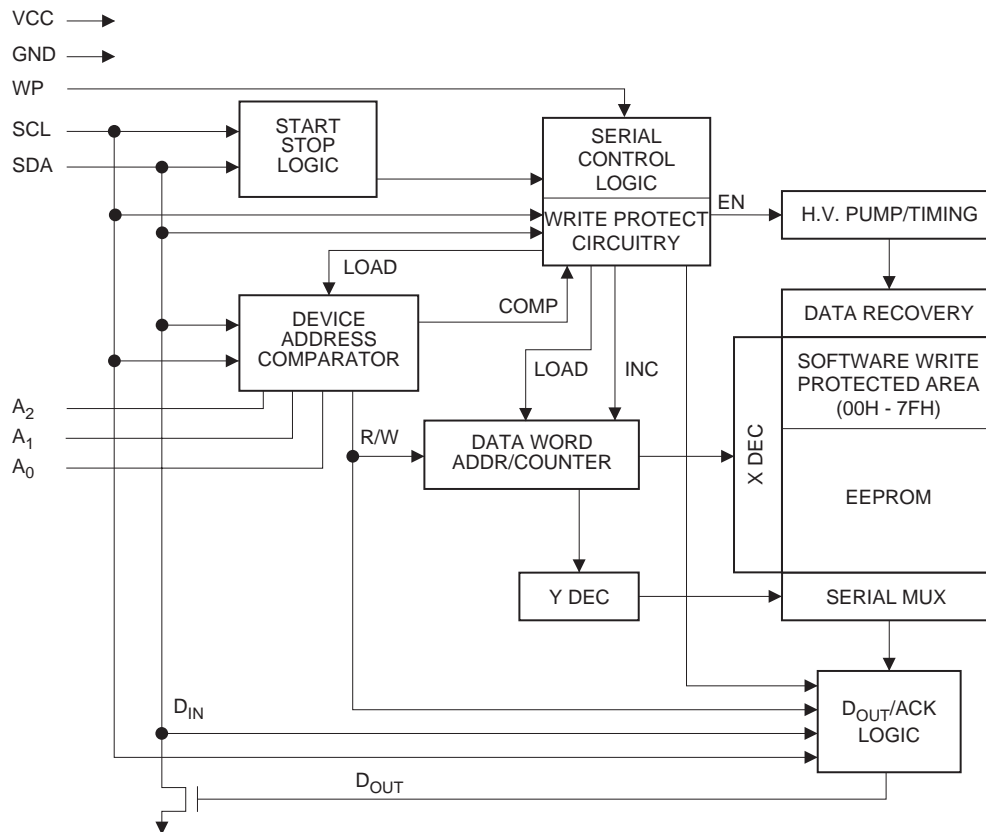 VCC
GND
WP
SCL
SDA
START
STOP
LOGIC
SERIAL
CONTROL
LOGIC
WRITE PROTECT
CIRCUITRY
EN
H.V. PUMP/TIMING
LOAD
COMP
DEVICE
ADDRESS
COMPARATOR
DATA RECOVERY
LOAD
INC
X DEC
SOFTWARE WRITE
PROTECTED AREA
(00H - 7FH)
A2
A1
A0
R/W
DATA WORD
ADDR/COUNTER
EEPROM
Y DEC
SERIAL MUX
DIN
DOUT/ACK
LOGIC
DOUT